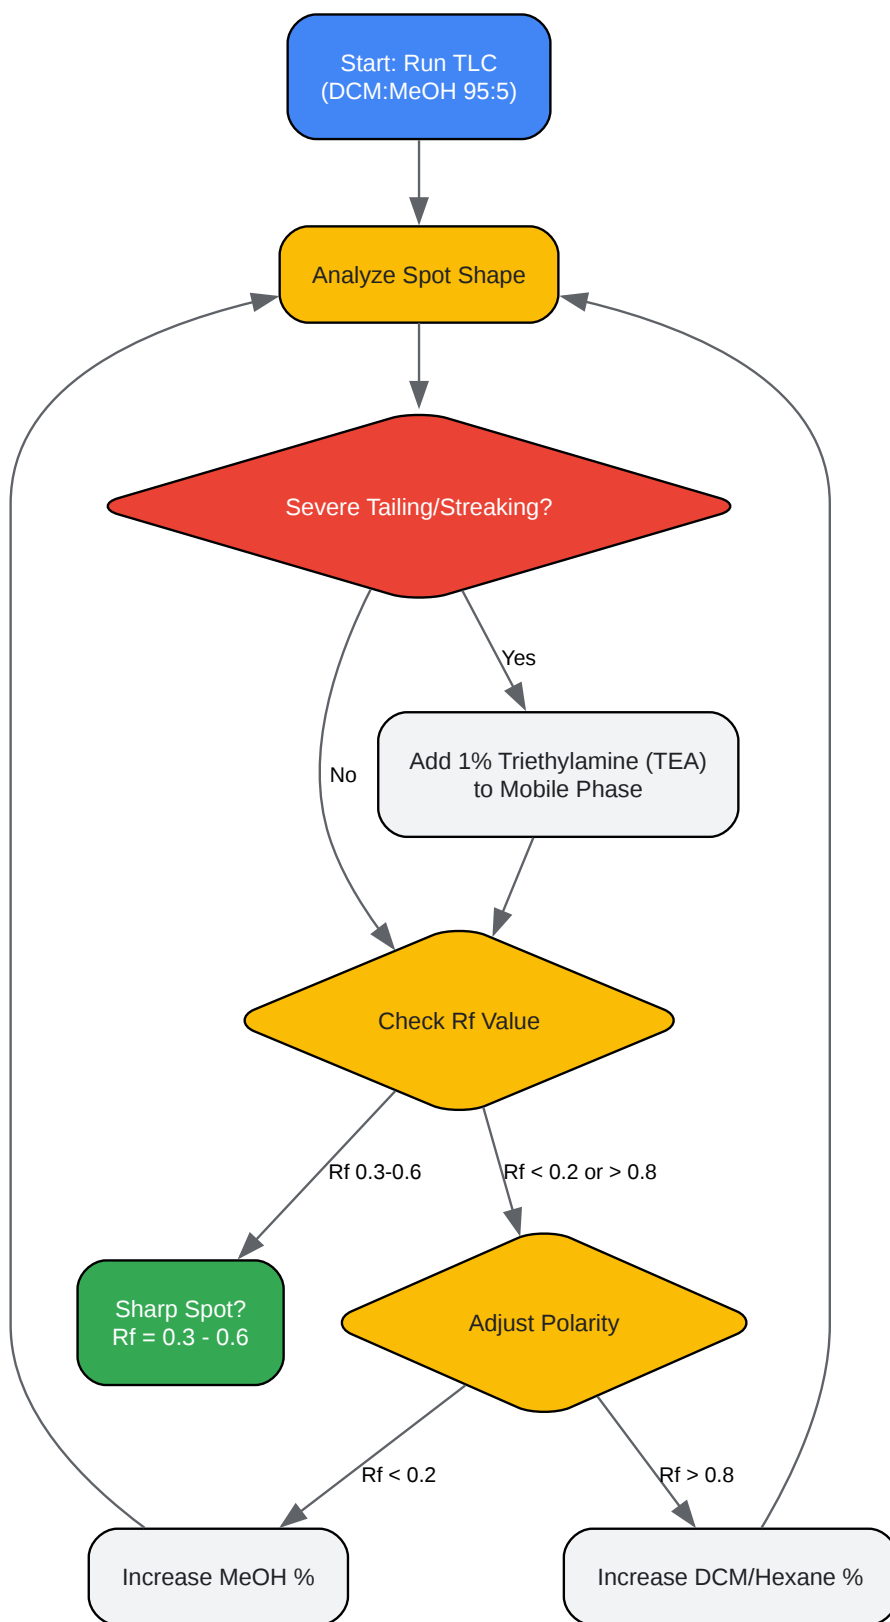 Start: Run TLC
(DCM:MeOH 95:5)
Analyze Spot Shape
Severe Tailing/Streaking?
Yes
No
Add 1% Triethylamine (TEA)
to Mobile Phase
Check Rf Value
Rf 0.3-0.6
Rf < 0.2 or > 0.8
Sharp Spot?
Rf = 0.3 - 0.6
Adjust Polarity
Rf < 0.2
Rf > 0.8
Increase MeOH %
Increase DCM/Hexane %